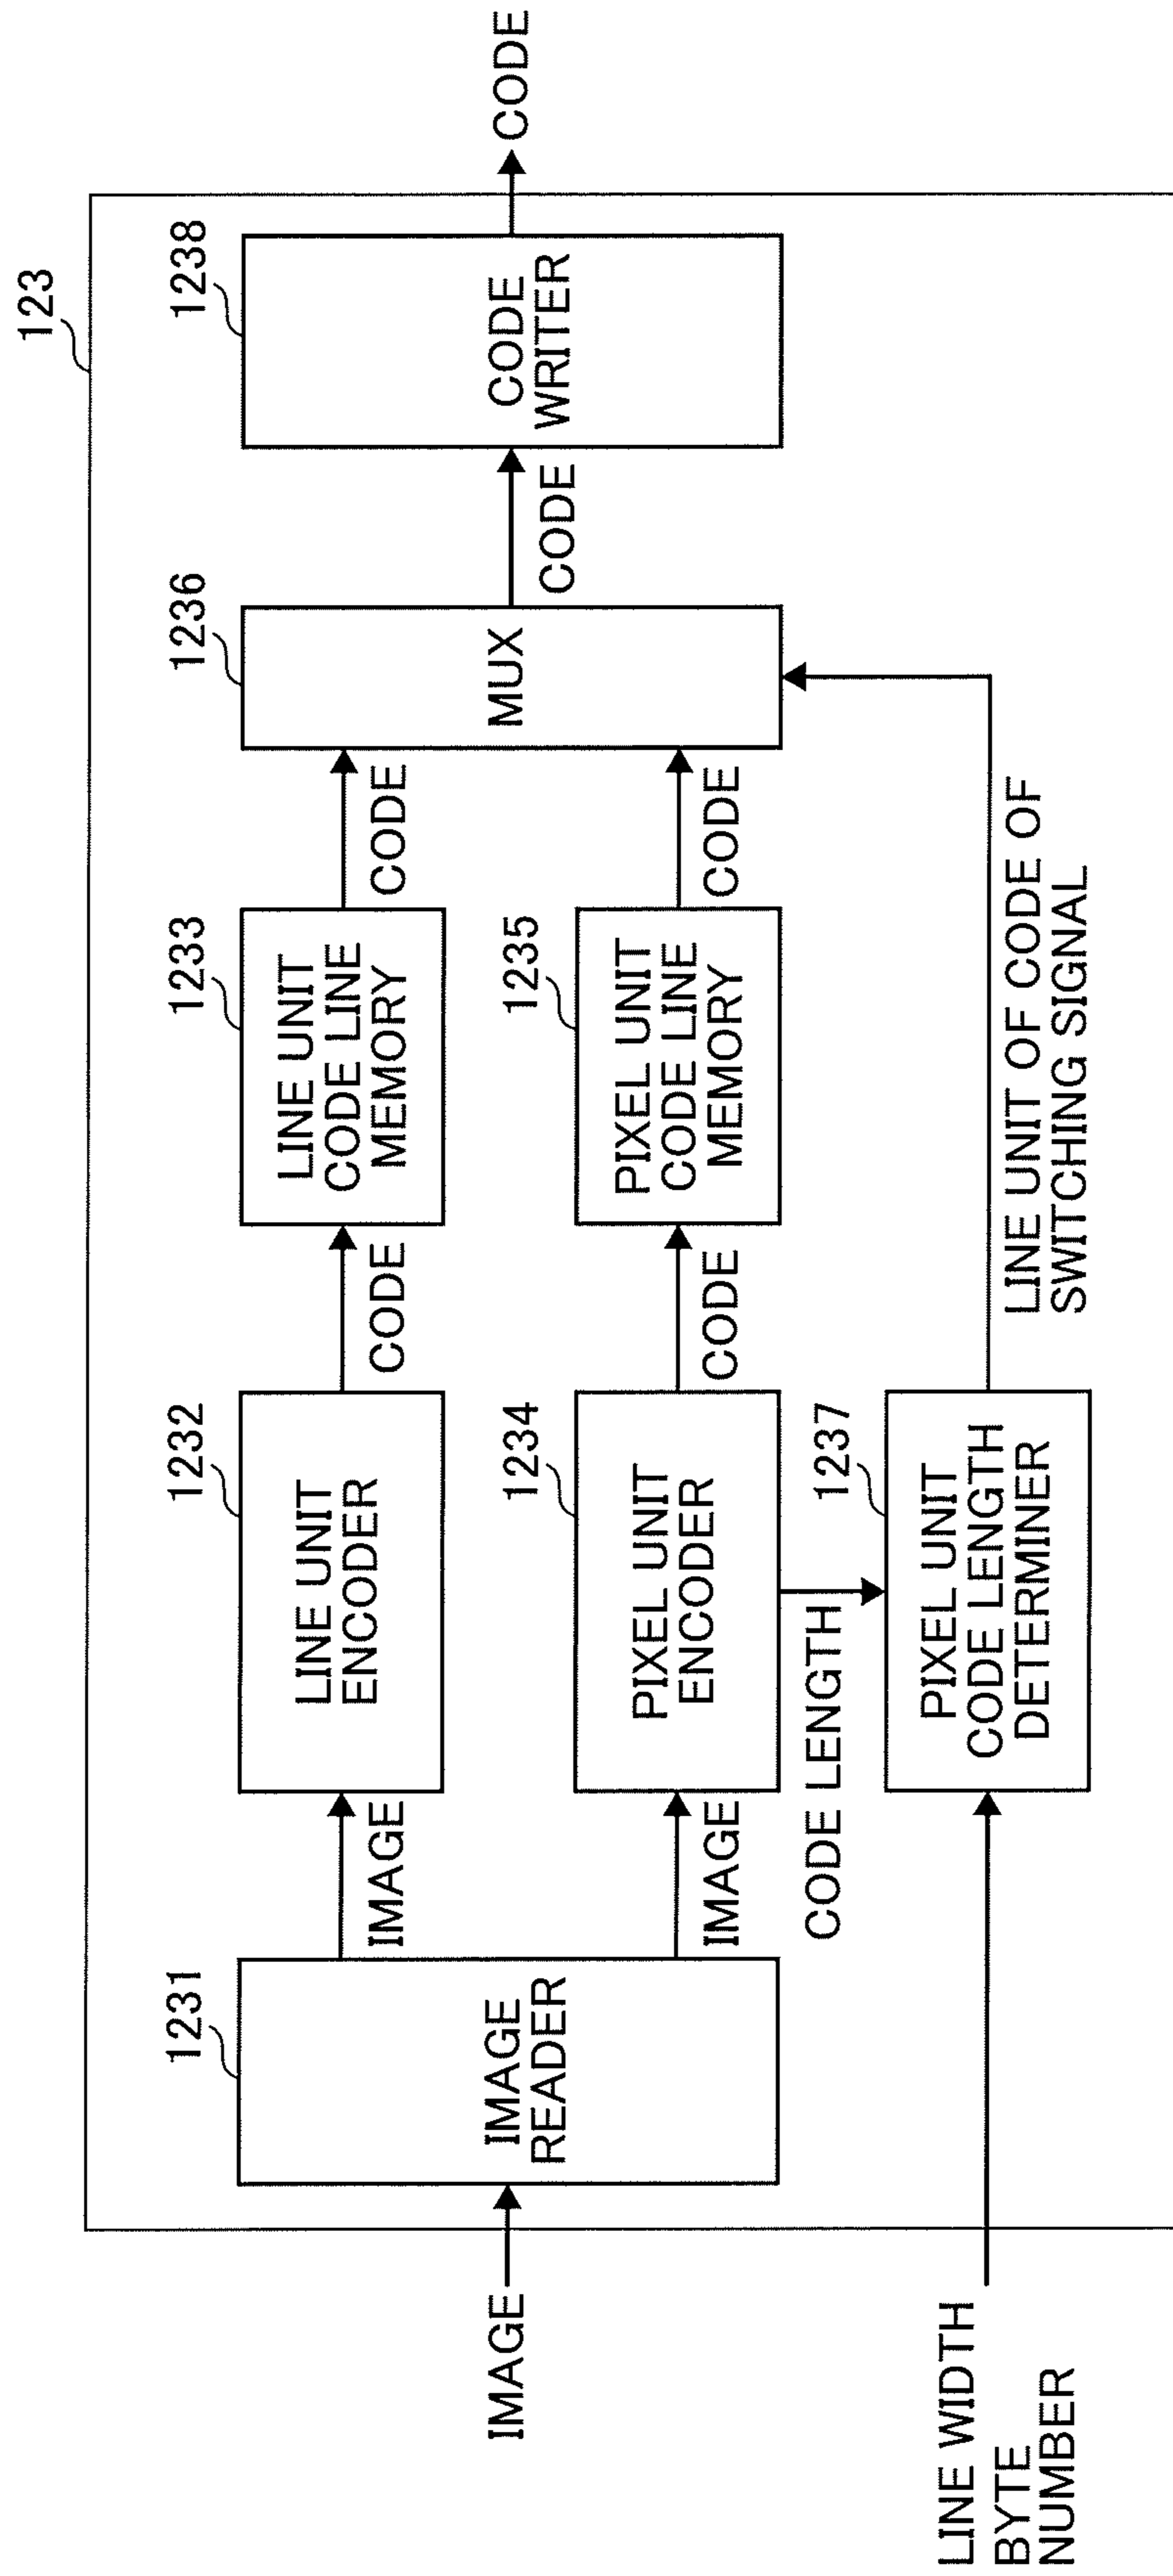 123
IMAGE
1231
IMAGE
READER
IMAGE
IMAGE
1232
LINE UNIT
ENCODER
CODE
1233
LINE UNIT
CODE LINE
MEMORY
CODE
1234
PIXEL UNIT
ENCODER
CODE
1235
PIXEL UNIT
CODE LINE
MEMORY
CODE
1236
MUX
CODE
1238
CODE
WRITER
CODE
CODE LENGTH
LINE WIDTH
BYTE
NUMBER
1237
PIXEL UNIT
CODE LENGTH
DETERMINER
LINE UNIT OF CODE OF
SWITCHING SIGNAL